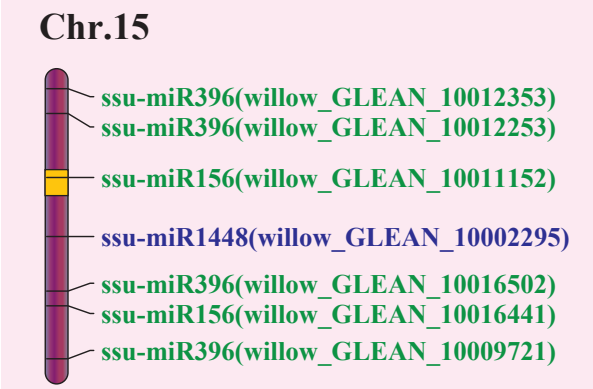 Chr.15
ssu-miR396(willow_GLEAN_10012353)
ssu-miR396(willow_GLEAN_10012253)
ssu-miR156(willow_GLEAN_10011152)
ssu-miR1448(willow_GLEAN_10002295)
ssu-miR396(willow_GLEAN_10016502)
ssu-miR156(willow_GLEAN_10016441)
ssu-miR396(willow_GLEAN_10009721)